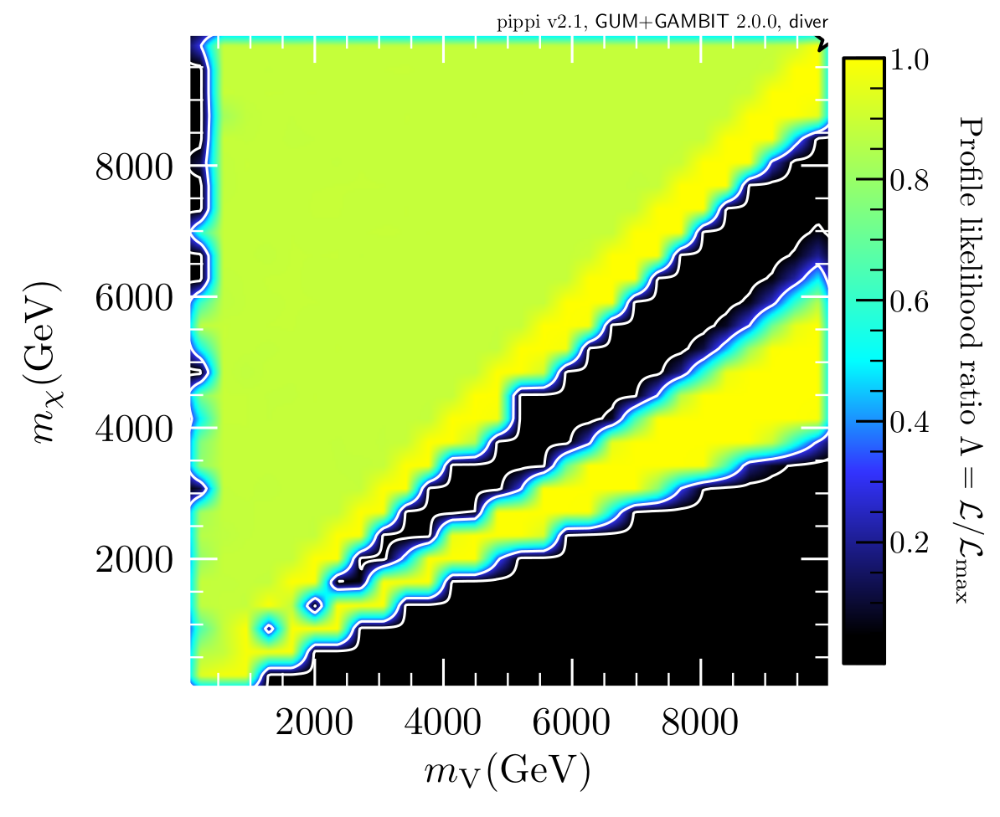 pippi v2.1, GUM+GAMBIT 2.0.0, diver
1.0
0.8
0.6
0.4
0.2
Profile likelihood ratio Λ = ℒ/ℒmax
8000
6000
4000
2000
mχ(GeV)
2000 4000 6000 8000
mV(GeV)